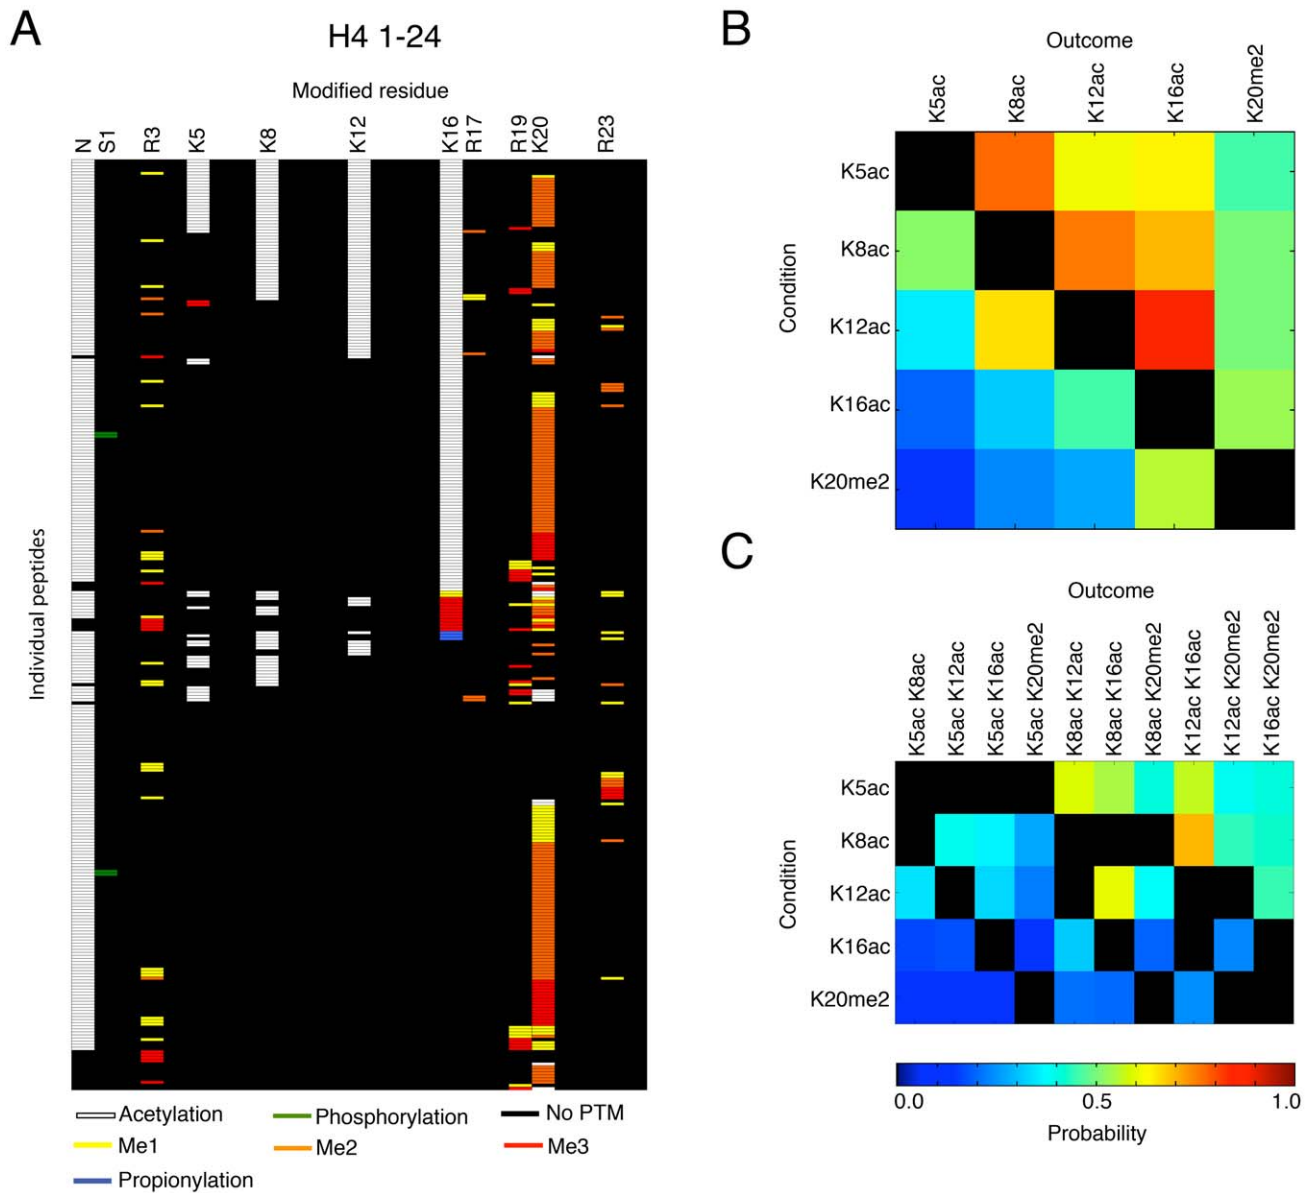 A
H4 1-24
Modified residue
N S1 R3 K5 K8 K12 K16 R17 R19 K20 R23
Individual peptides
Acetylation Phosphorylation No PTM
Me1 Me2 Me3
Propionylation
B
Outcome
K5ac K8ac K12ac K16ac K20me2
Condition
K5ac
K8ac
K12ac
K16ac
K20me2
C
Outcome
K5ac K8ac
K5ac K12ac
K5ac K16ac
K5ac K20me2
K8ac K12ac
K8ac K16ac
K8ac K20me2
K12ac K16ac
K12ac K20me2
K16ac K20me2
Condition
K5ac
K8ac
K12ac
K16ac
K20me2
0.0 0.5 1.0
Probability